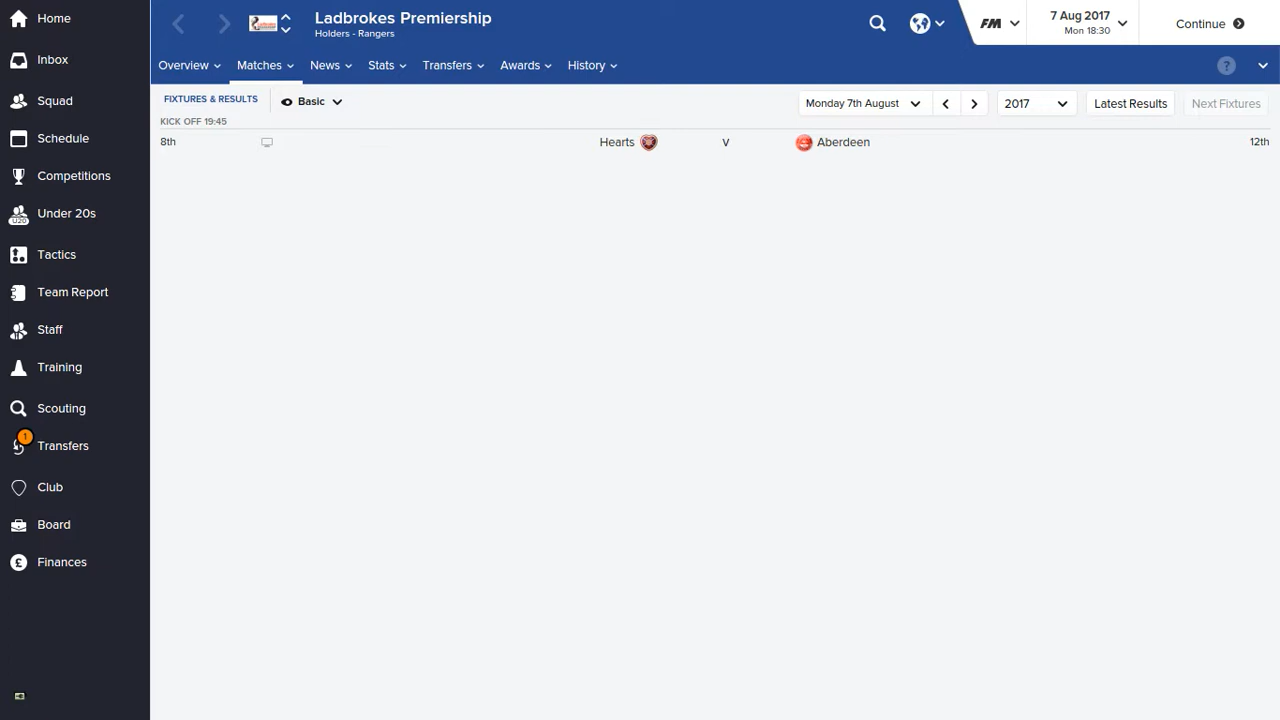 Home
Inbox
Squad
Schedule
Competitions
U20
Under 20s
Tactics
Team Report
Staff
Training
Scouting
1
Transfers
Club
Board
£
Finances
Ladbrokes Premiership
Holders - Rangers
FM
7 Aug 2017
Mon 18:30
Continue
Overview Matches News Stats Transfers Awards History
?
FIXTURES & RESULTS
Basic
Monday 7th August
2017
Latest Results
Next Fixtures
KICK OFF 19:45
8th Hearts V Aberdeen 12th